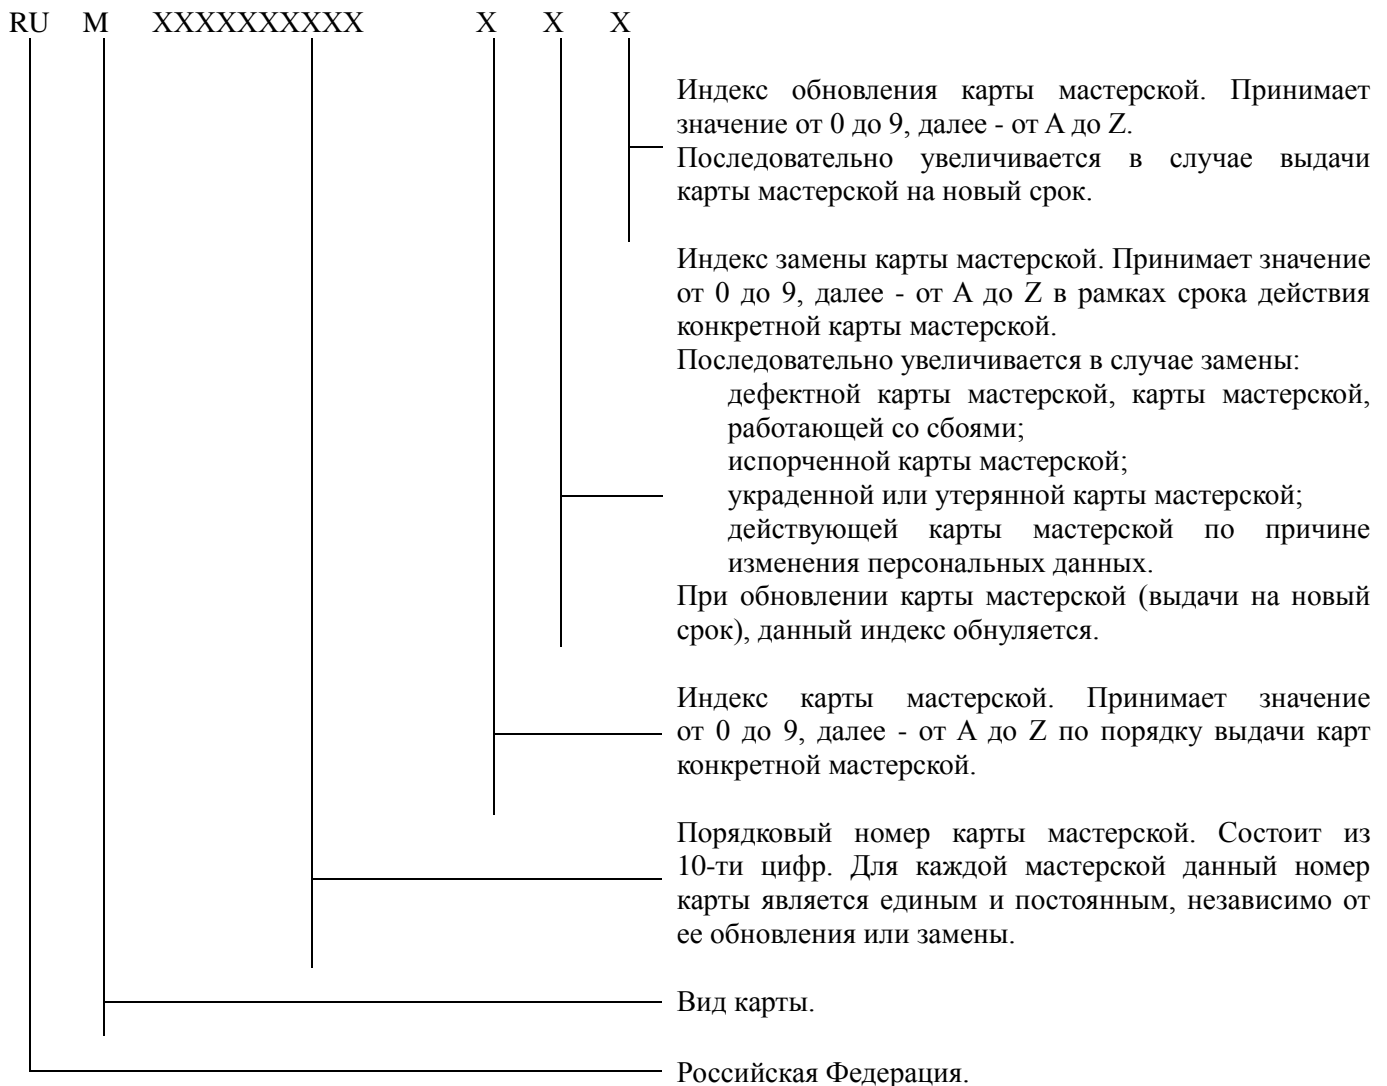 RU M XXXXXXXXXX X X X
Индекс обновления карты мастерской. Принимает
значение от 0 до 9, далее - от A до Z.
Последовательно увеличивается в случае выдачи
карты мастерской на новый срок.
Индекс замены карты мастерской. Принимает значение
от 0 до 9, далее - от A до Z в рамках срока действия
конкретной карты мастерской.
Последовательно увеличивается в случае замены:
дефектной карты мастерской, карты мастерской,
работающей со сбоями;
испорченной карты мастерской;
украденной или утерянной карты мастерской;
действующей карты мастерской по причине
изменения персональных данных.
При обновлении карты мастерской (выдачи на новый
срок), данный индекс обнуляется.
Индекс карты мастерской. Принимает значение
от 0 до 9, далее - от A до Z по порядку выдачи карт
конкретной мастерской.
Порядковый номер карты мастерской. Состоит из
10-ти цифр. Для каждой мастерской данный номер
карты является единым и постоянным, независимо от
ее обновления или замены.
Вид карты.
Российская Федерация.